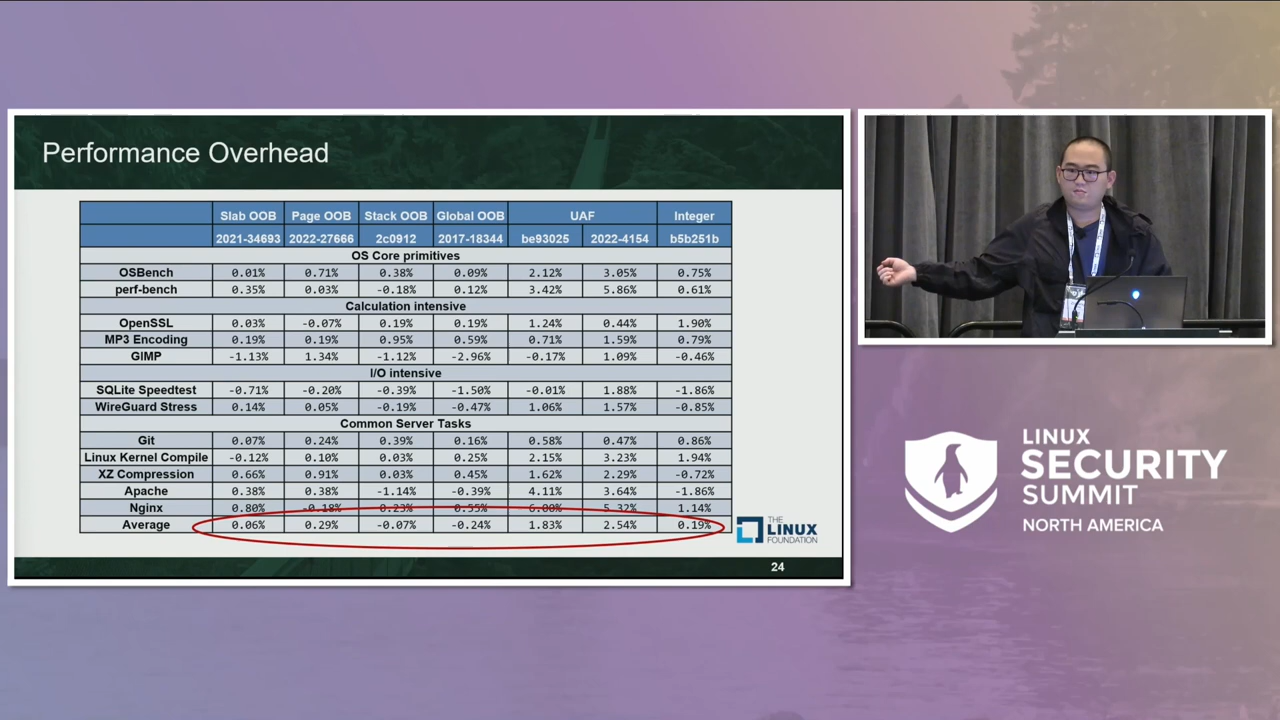 Performance Overhead
Slab OOB Page OOB Stack OOB Global OOB UAF Integer
2021-34693 2022-27666 2c0912 2017-18344 be93025 2022-4154 b5b251b
OS Core primitives
OSBench 0.01% 0.71% 0.38% 0.09% 2.12% 3.05% 0.75%
perf-bench 0.35% 0.03% -0.18% 0.12% 3.42% 5.86% 0.61%
Calculation intensive
OpenSSL 0.03% -0.07% 0.19% 0.19% 1.24% 0.44% 1.90%
MP3 Encoding 0.19% 0.19% 0.95% 0.59% 0.71% 1.59% 0.79%
GIMP -1.13% 1.34% -1.12% -2.96% -0.17% 1.09% -0.46%
I/O intensive
SQLite Speedtest -0.71% -0.20% -0.39% -1.50% -0.01% 1.88% -1.86%
WireGuard Stress 0.14% 0.05% -0.19% -0.47% 1.06% 1.57% -0.85%
Common Server Tasks
Git 0.07% 0.24% 0.39% 0.16% 0.58% 0.47% 0.86%
Linux Kernel Compile -0.12% 0.10% 0.03% 0.25% 2.15% 3.23% 1.94%
XZ Compression 0.66% 0.91% 0.03% 0.45% 1.62% 2.29% -0.72%
Apache 0.38% 0.38% -1.14% -0.39% 4.11% 3.64% -1.86%
Nginx 0.80% -0.18% 0.23% 0.55% 6.00% 5.32% 1.14%
Average 0.06% 0.29% -0.07% -0.24% 1.83% 2.54% 0.19%
THE
LINUX
FOUNDATION
24
LINUX
SECURITY
SUMMIT
NORTH AMERICA